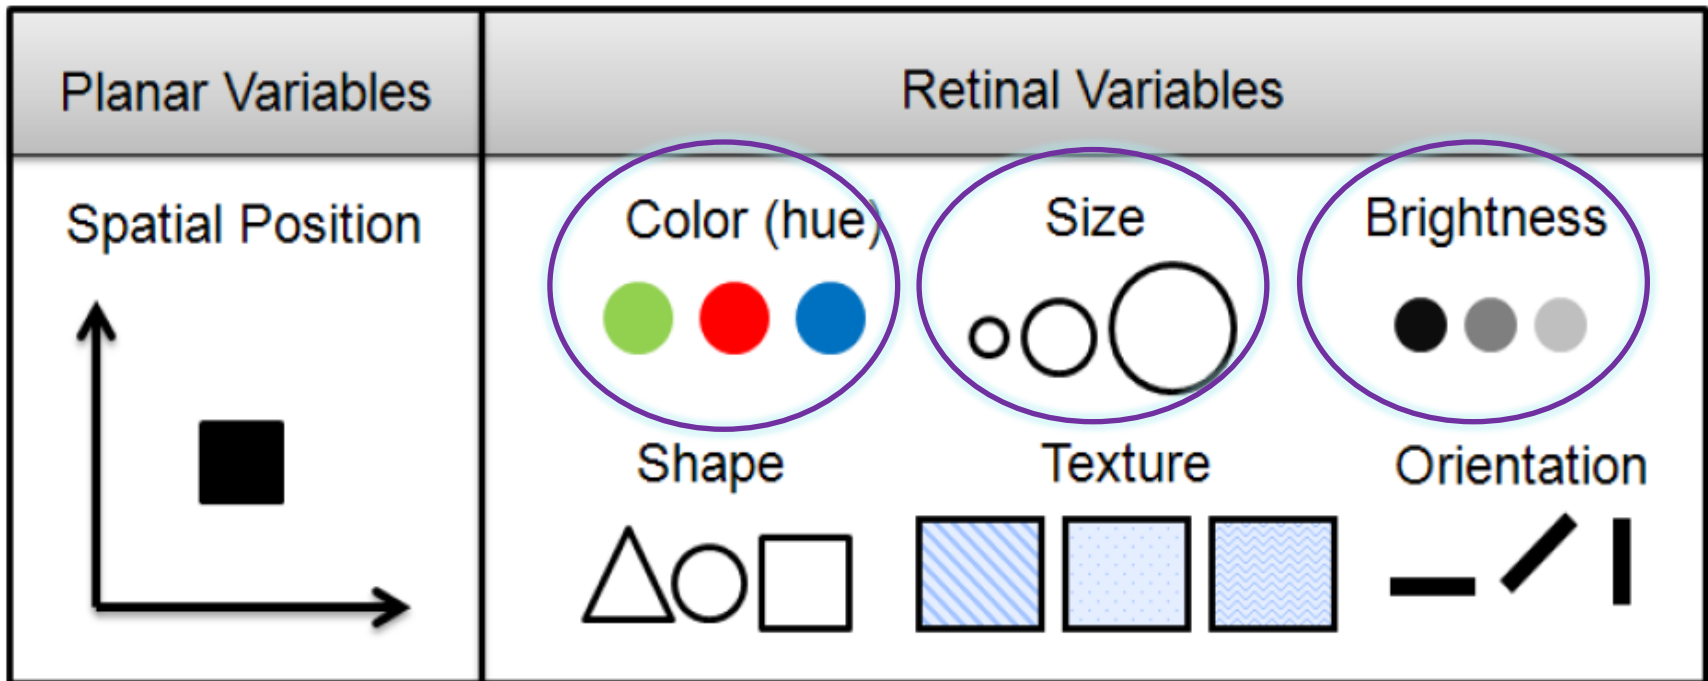 Planar Variables
Retinal Variables
Spatial Position
Color (hue)
Size
Brightness
Shape
Texture
Orientation